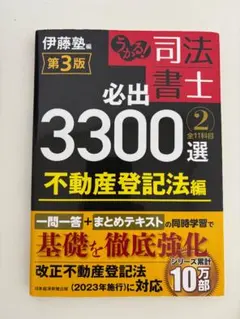 伊藤塾編
第3版
うかる!
司法書士
必出
3300選
2
全11科目
不動産登記法編
一問一答+まとめテキストの同時学習で
基礎を徹底強化
シリーズ累計
10万部
改正不動産登記法
(2023年施行)に対応
日本経済新聞出版